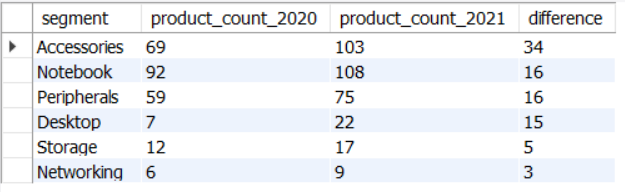 segment product_count_2020 product_count_2021 difference
Accessories 69 103 34
Notebook 92 108 16
Peripherals 59 75 16
Desktop 7 22 15
Storage 12 17 5
Networking 6 9 3